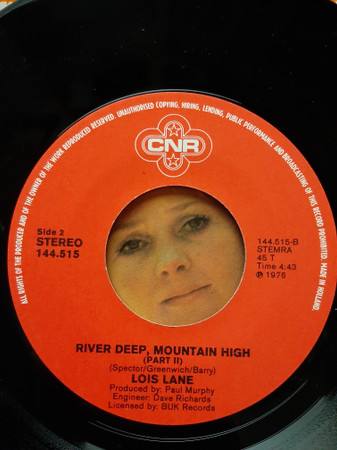 ALL RIGHTS OF THE PRODUCER AND OF THE OWNER OF THE WORK REPRODUCED RESERVED. UNAUTHORISED COPYING, HIRING, LENDING, PUBLIC PERFORMANCE AND BROADCASTING OF THIS RECORD PROHIBITED. MADE IN HOLLAND.
CNR
Side 2
STEREO
144.515
144.515-B
STEMRA
45 T
Time 4:43
℗ 1976
RIVER DEEP, MOUNTAIN HIGH
(PART II)
(Spector/Greenwich/Barry)
LOIS LANE
Produced by: Paul Murphy
Engineer: Dave Richards
Licensed by: BUK Records